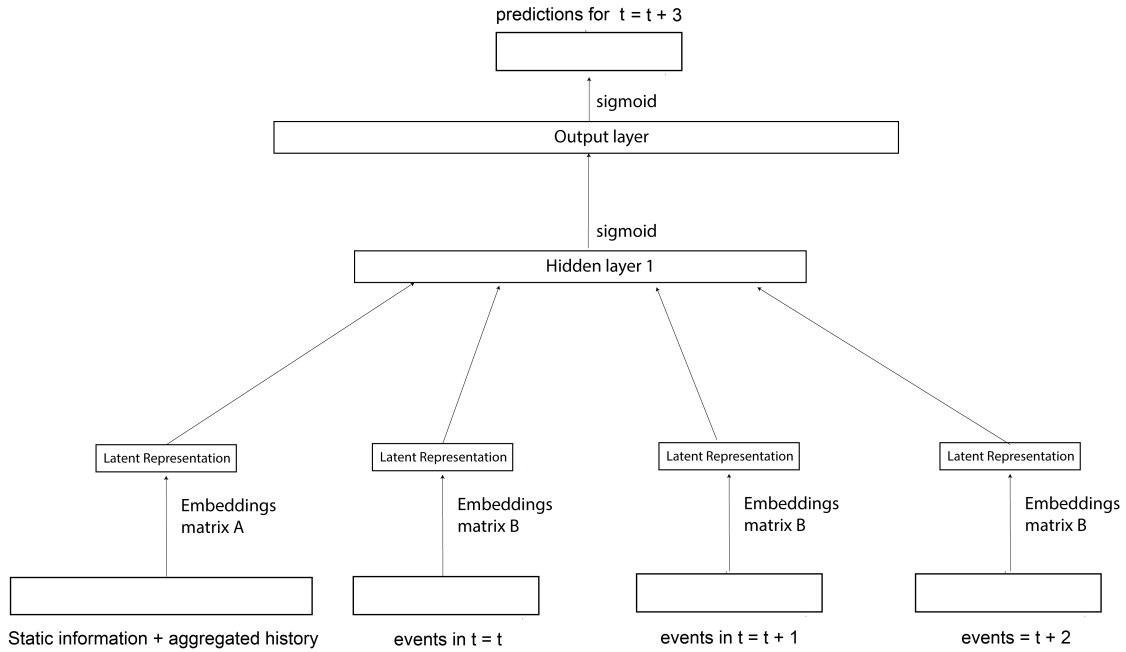 predictions for t = t + 3
sigmoid
Output layer
sigmoid
Hidden layer 1
Latent Representation
Latent Representation
Latent Representation
Latent Representation
Embeddings
matrix A
Embeddings
matrix B
Embeddings
matrix B
Embeddings
matrix B
Static information + aggregated history
events in t = t
events in t = t + 1
events = t + 2